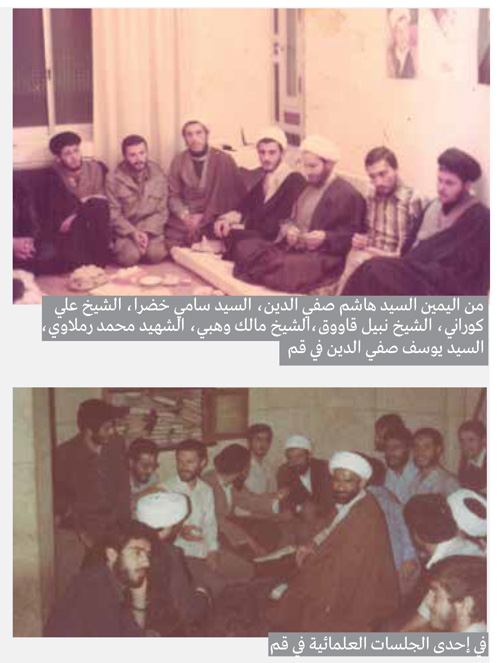 من اليمين السيد هاشم صفي الدين، السيد سامي خضرا، الشيخ علي
كوراني، الشيخ نبيل قاووق،الشيخ مالك وهبي، الشهيد محمد رملاوي،
السيد يوسف صفي الدين في قم
في إحدى الجلسات العلمائية في قم